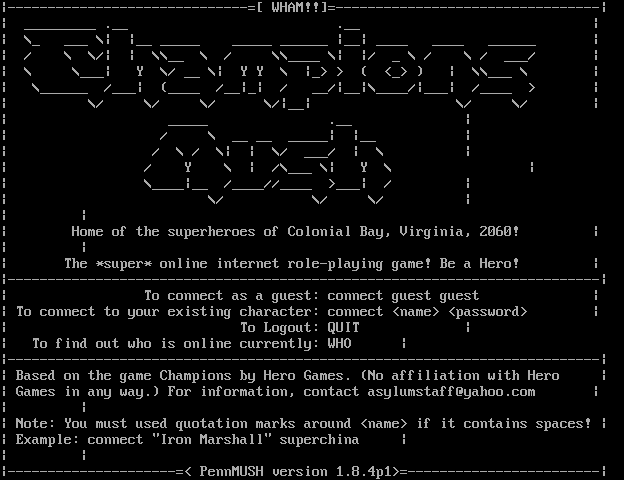 =[ WHAM!!]=
Champions
MUSH
Home of the superheroes of Colonial Bay, Virginia, 2060!
The *super* online internet role-playing game! Be a Hero!
To connect as a guest: connect guest guest
To connect to your existing character: connect <name> <password>
To Logout: QUIT
To find out who is online currently: WHO
Based on the game Champions by Hero Games. (No affiliation with Hero
Games in any way.) For information, contact asylumstaff@yahoo.com
Note: You must used quotation marks around <name> if it contains spaces!
Example: connect "Iron Marshall" superchina
=< PennMUSH version 1.8.4p1>=